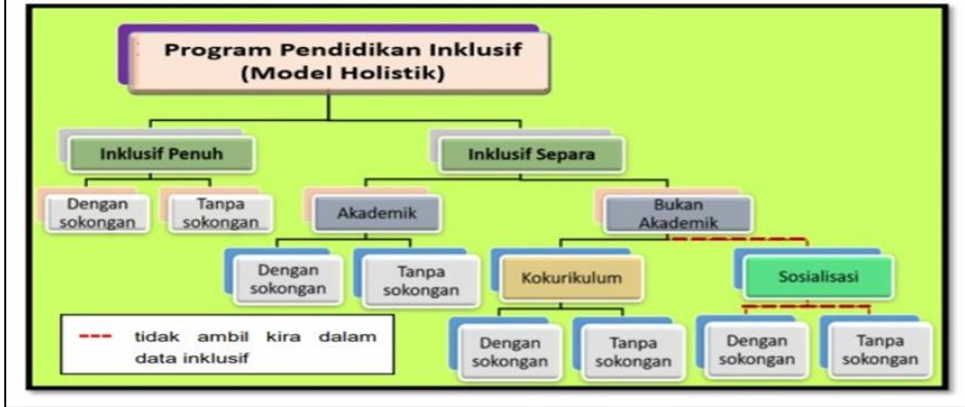 Program Pendidikan Inklusif
(Model Holistik)
Inklusif Penuh
Inklusif Separa
Dengan
sokongan
Tanpa
sokongan
Akademik
Bukan
Akademik
Dengan
sokongan
Tanpa
sokongan
Kokurikulum
Sosialisasi
Dengan
sokongan
Tanpa
sokongan
Dengan
sokongan
Tanpa
sokongan
tidak ambil kira dalam
data inklusif